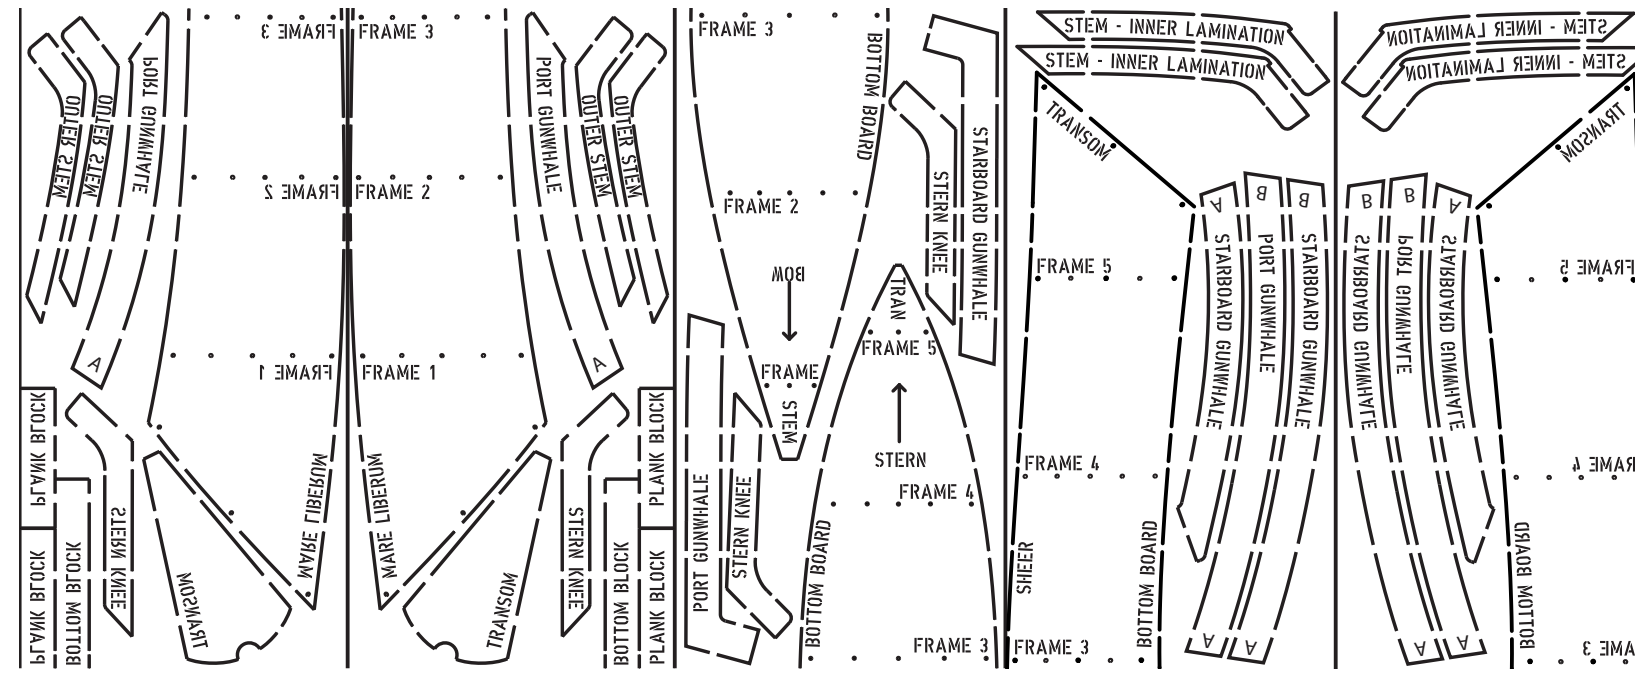 FRAME 3
FRAME 3
OUTER STEM
OUTER STEM
PORT GUNWHALE
FRAME 2
FRAME 2
PORT GUNWHALE
OUTER STEM
OUTER STEM
A
FRAME 1
FRAME 1
A
PLANK BLOCK
PLANK BLOCK
BOTTOM BLOCK
STERN KNEE
TRANSOM
MARE LIBERUM
MARE LIBERUM
TRANSOM
STERN KNEE
BOTTOM BLOCK
PLANK BLOCK
PLANK BLOCK
FRAME 3
BOTTOM BOARD
FRAME 2
STERN KNEE
STARBOARD GUNWHALE
BOW
TRAN
FRAME 5
FRAME
STEM
STERN
FRAME 4
PORT GUNWHALE
STERN KNEE
BOTTOM BOARD
FRAME 3
STEM - INNER LAMINATION
STEM - INNER LAMINATION
TRANSOM
A
B
B
FRAME 5
STARBOARD GUNWHALE
PORT GUNWHALE
STARBOARD GUNWHALE
FRAME 4
SHEER
BOTTOM BOARD
FRAME 3
A
A
STEM - INNER LAMINATION
STEM - INNER LAMINATION
TRANSOM
B
B
A
STARBOARD GUNWHALE
PORT GUNWHALE
STARBOARD GUNWHALE
FRAME 5
RAME 4
BOTTOM BOARD
AME 3
A
A